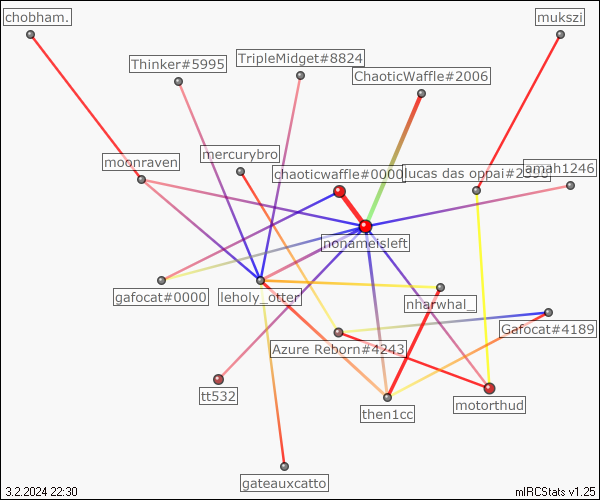 chobham.
mukszi
Thinker#5995
TripleMidget#8824
ChaoticWaffle#2006
moonraven
mercurybro
chaoticwaffle#0000
lucas das oppai#2396
amah1246
nonameisleft
gafocat#0000
leholy_otter
nharwhal_
Gafocat#4189
Azure Reborn#4243
tt532
then1cc
motorthud
gateauxcatto
3.2.2024 22:30
mIRCStats v1.25